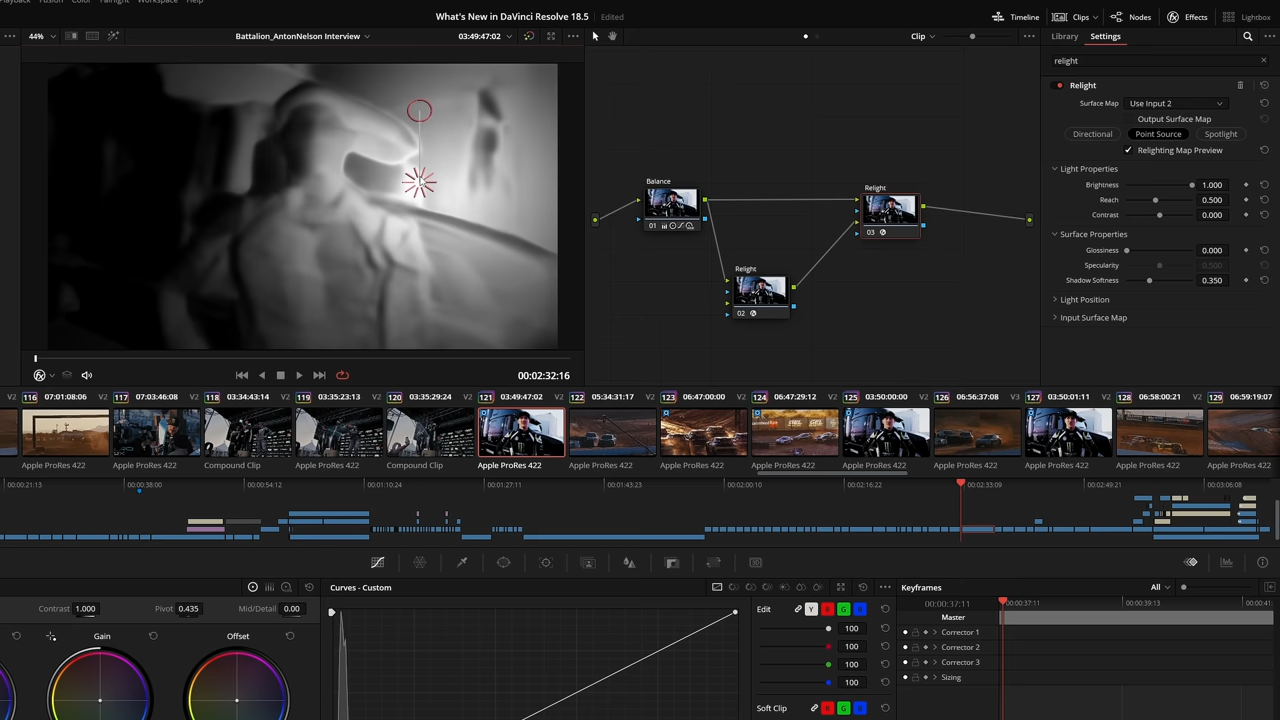 Playback Fusion Color Timeline Workspace Help
What's New in DaVinci Resolve 18.5 Edited
Timeline Clips Nodes Effects Lightbox
44% Battalion_AntonNelson Interview 03:49:47:02 Clip Library Settings
relight
Relight
Surface Map Use Input 2
Output Surface Map
Directional Point Source Spotlight
Relighting Map Preview
Light Properties
Brightness 1.000
Reach 0.500
Contrast 0.000
Surface Properties
Glossiness 0.000
Specularity 0.500
Shadow Softness 0.350
Light Position
Input Surface Map
Balance
01
Relight
02
Relight
03
00:02:32:16
V2 116 07:01:08:06 V2 117 07:03:46:08 V2 118 03:34:43:14 V2 119 03:35:23:13 V2 120 03:35:29:24 V2 121 03:49:47:02 V2 122 05:34:31:17 V2 123 06:47:00:00 V2 124 06:47:29:12 V2 125 03:50:00:00 V2 126 06:56:37:08 V3 127 03:50:01:11 V2 128 06:58:00:21 V2 129 06:59:19:07
Apple ProRes 422 Apple ProRes 422 Compound Clip Apple ProRes 422 Compound Clip Apple ProRes 422 Apple ProRes 422 Apple ProRes 422 Apple ProRes 422 Apple ProRes 422 Apple ProRes 422 Apple ProRes 422 Apple ProRes 422 Apple ProRes 422
00:00:21:13 00:00:38:00 00:00:54:12 00:01:10:24 00:01:27:11 00:01:43:23 00:02:00:10 00:02:16:22 00:02:33:09 00:02:49:21 00:03:06:08
Contrast 1.000 Pivot 0.435 Mid/Detail 0.00
Gain Offset
Curves - Custom
Edit Y R G B
100
100
100
100
Soft Clip R G B
Keyframes All
00:00:37:11 00:00:37:11 00:00:39:13 00:00:41:
Master
Corrector 1
Corrector 2
Corrector 3
Sizing